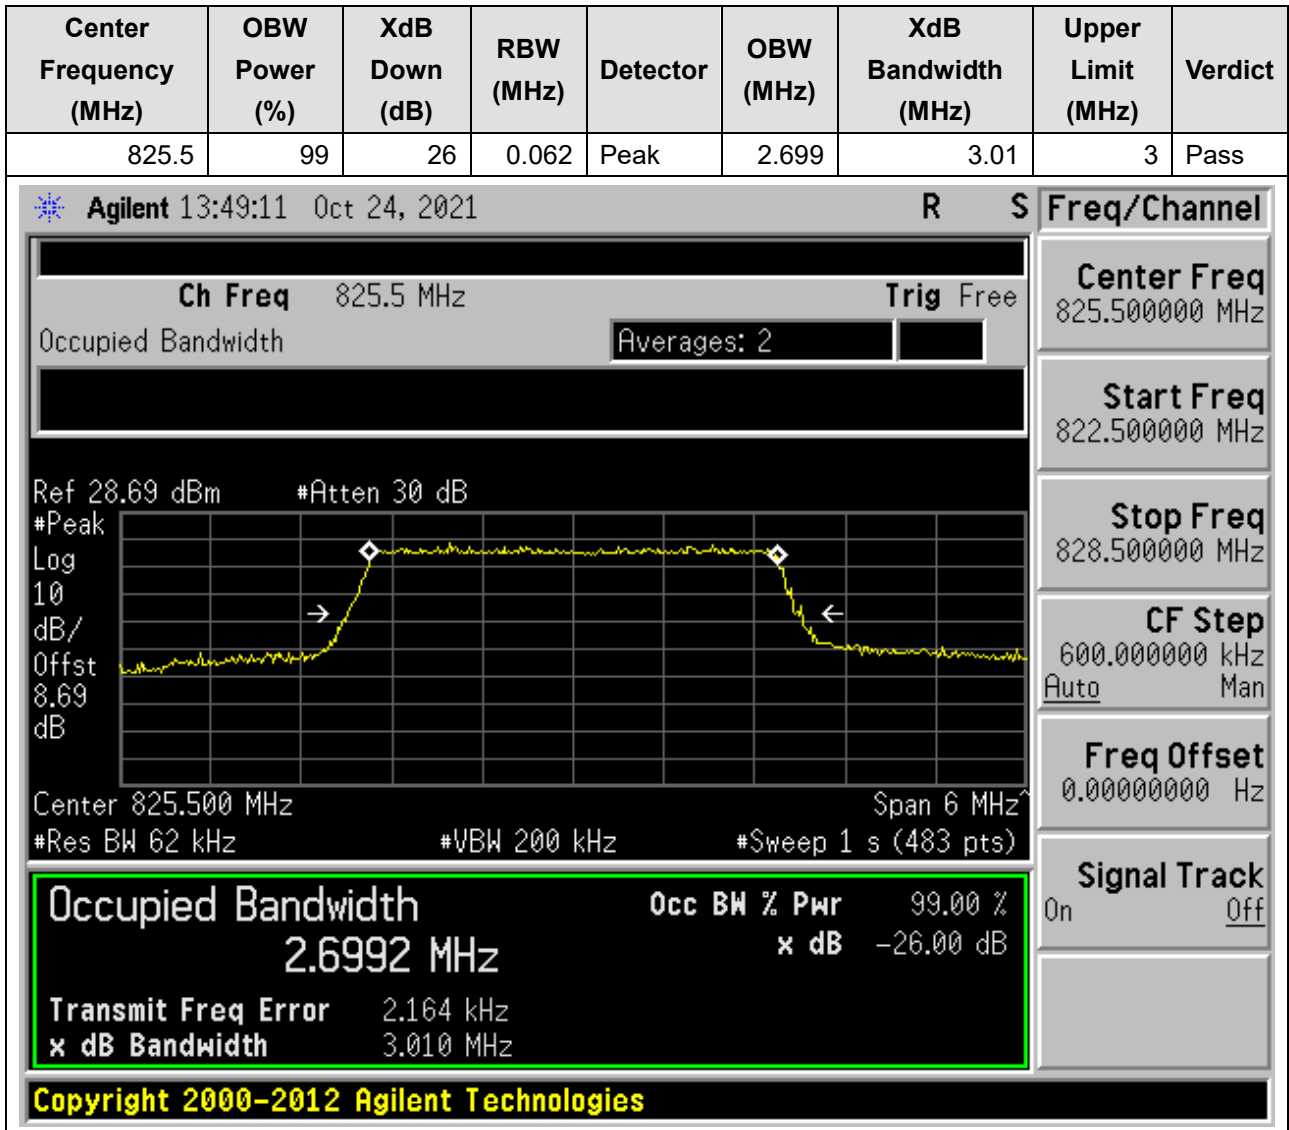 Center Frequency (MHz) OBW Power (%) XdB Down (dB) RBW (MHz) Detector OBW (MHz) XdB Bandwidth (MHz) Upper Limit (MHz) Verdict
825.5 99 26 0.062 Peak 2.699 3.01 3 Pass
Agilent 13:49:11 Oct 24, 2021 R S
Ch Freq 825.5 MHz Trig Free
Occupied Bandwidth Averages: 2
Ref 28.69 dBm #Atten 30 dB
#Peak
Log
10
dB/
Offst
8.69
dB
Center 825.500 MHz Span 6 MHz^
#Res BW 62 kHz #VBW 200 kHz #Sweep 1 s (483 pts)
Occupied Bandwidth Occ BW % Pwr 99.00 %
2.6992 MHz x dB -26.00 dB
Transmit Freq Error 2.164 kHz
x dB Bandwidth 3.010 MHz
Copyright 2000-2012 Agilent Technologies
Freq/Channel
Center Freq
825.500000 MHz
Start Freq
822.500000 MHz
Stop Freq
828.500000 MHz
CF Step
600.000000 kHz
Auto Man
Freq Offset
0.00000000 Hz
Signal Track
On Off